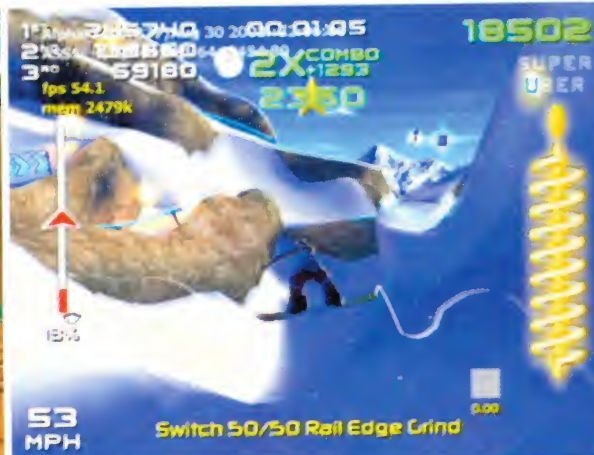 1ST
00:01:05
18502
2ND
3RD 59180
2X COMBO
+1293
SUPER
UBER
fps 54.1
mem 2479k
18%
53
MPH
0.00
Switch 50/50 Rail Edge Grind